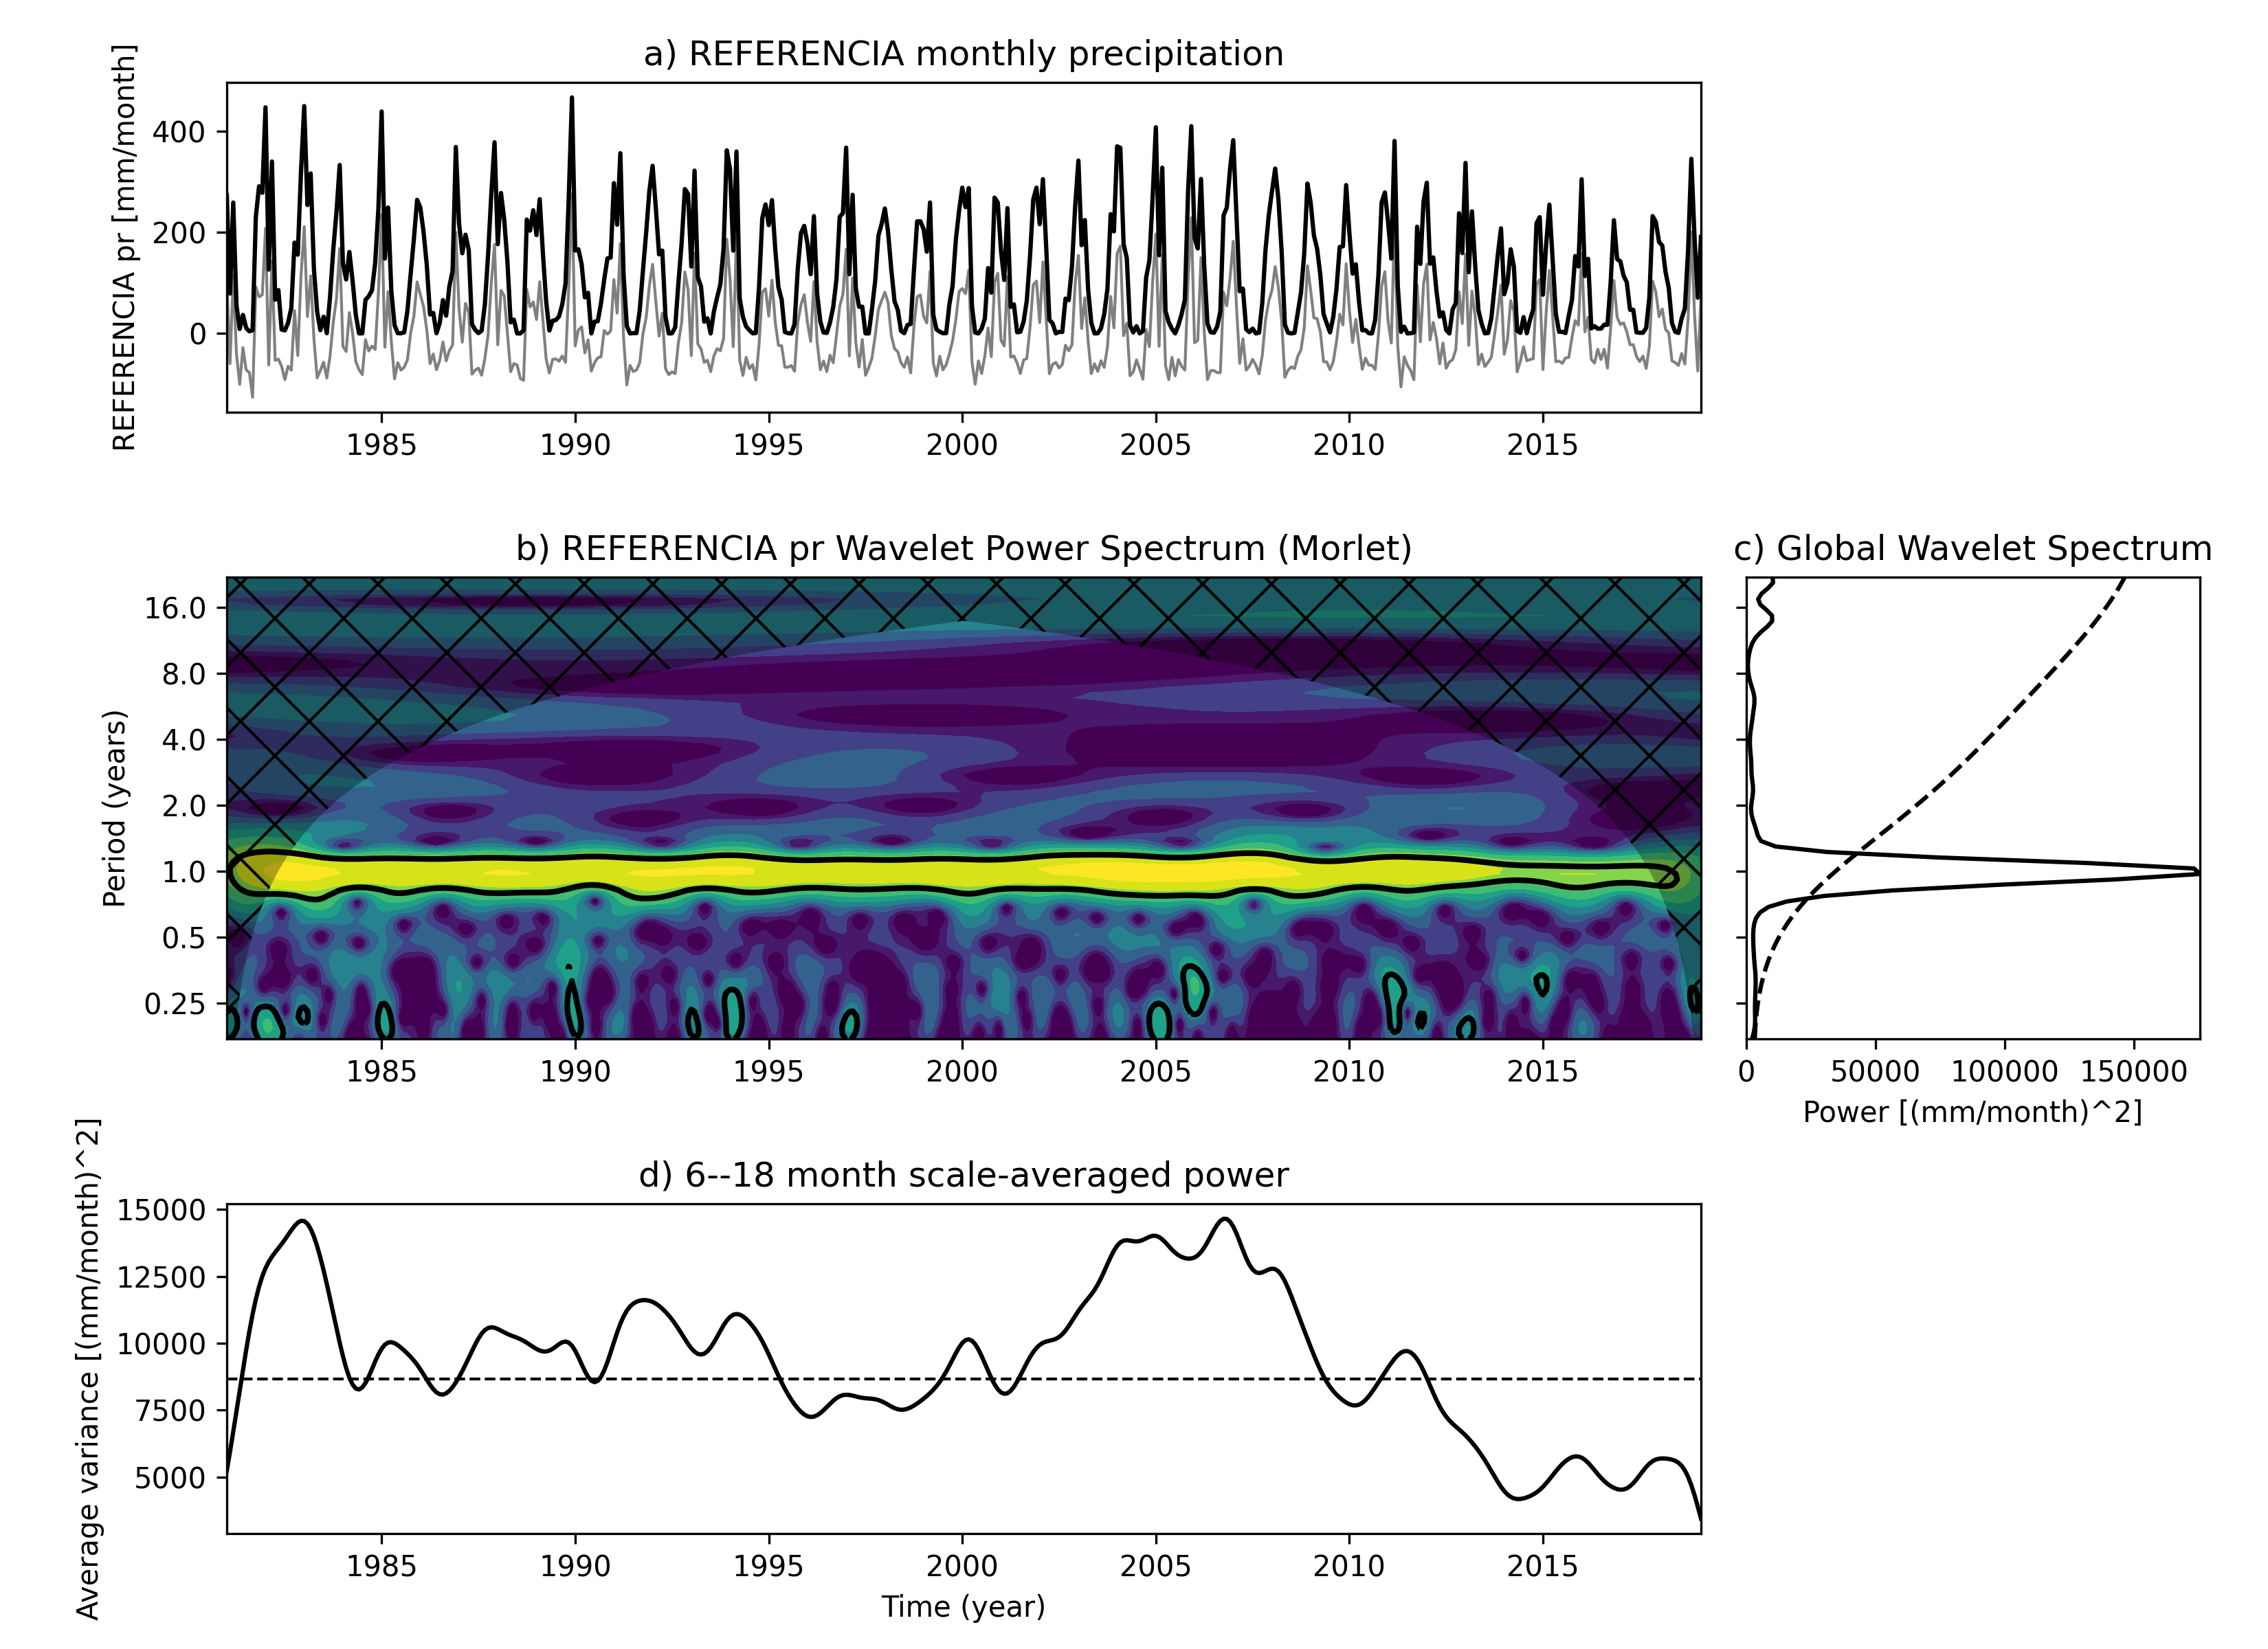 a) REFERENCIA monthly precipitation
REFERENCIA pr [mm/month]
400
200
0
1985 1990 1995 2000 2005 2010 2015
b) REFERENCIA pr Wavelet Power Spectrum (Morlet)
Period (years)
16.0
8.0
4.0
2.0
1.0
0.5
0.25
1985 1990 1995 2000 2005 2010 2015
c) Global Wavelet Spectrum
0 50000 100000 150000
Power [(mm/month)^2]
d) 6--18 month scale-averaged power
Average variance [(mm/month)^2]
15000
12500
10000
7500
5000
1985 1990 1995 2000 2005 2010 2015
Time (year)